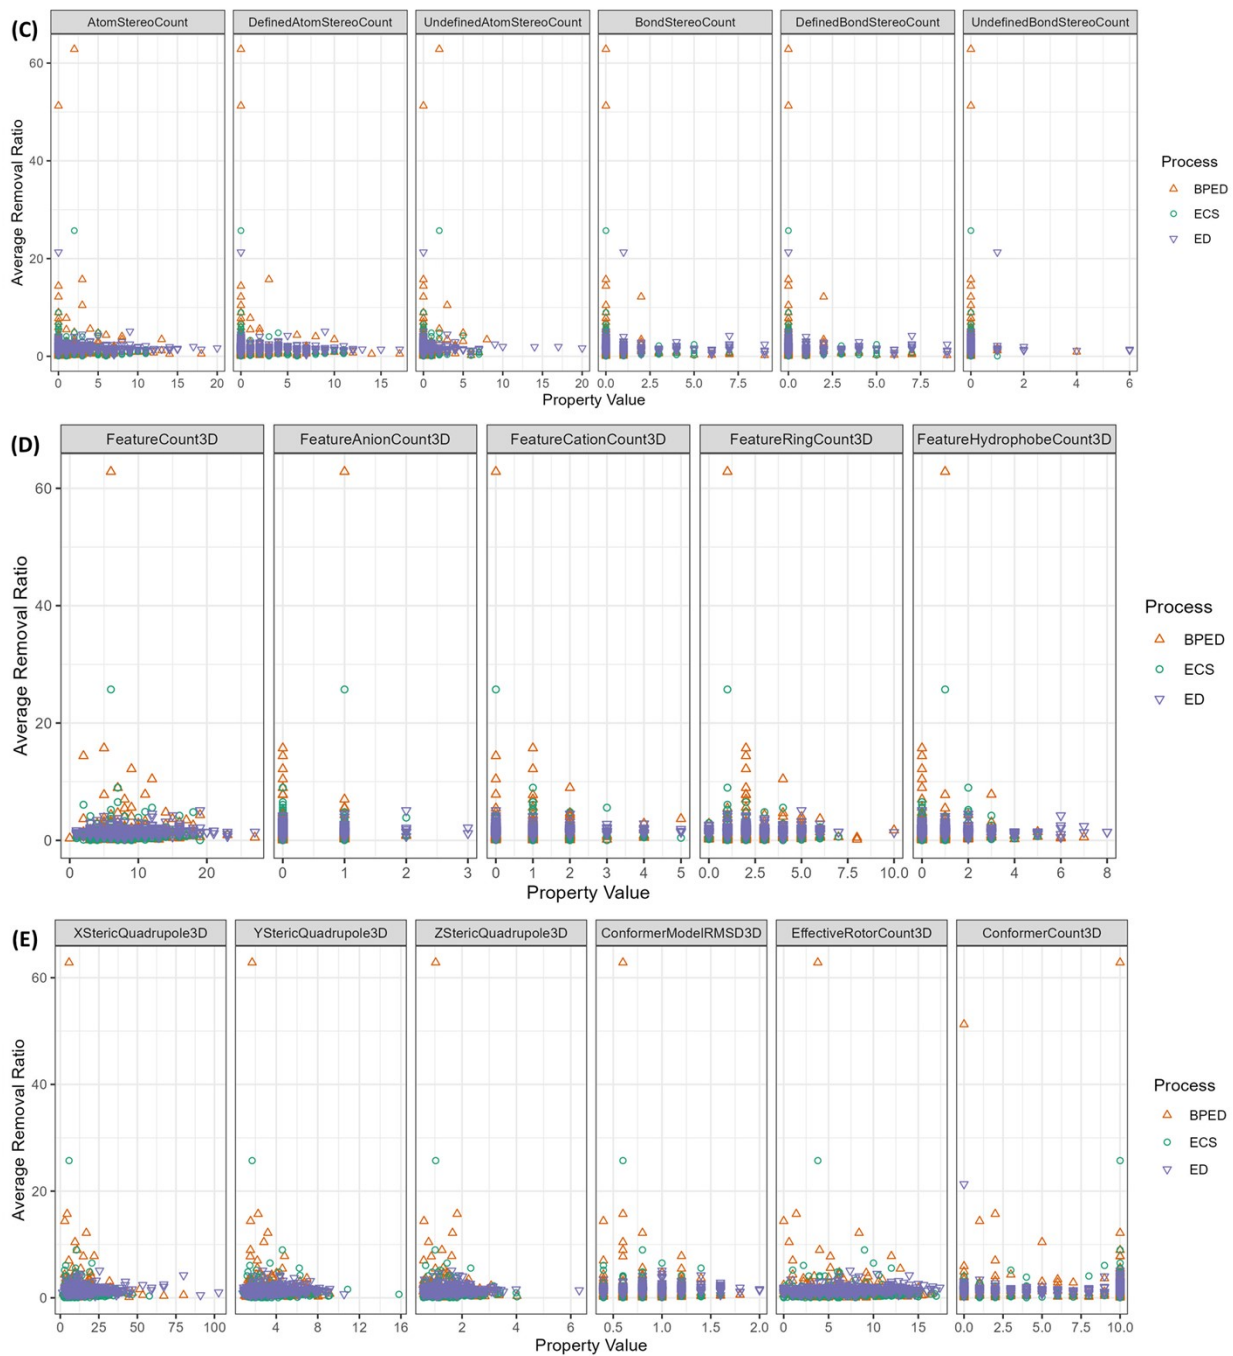 (C)
AtomStereoCount DefinedAtomStereoCount UndefinedAtomStereoCount BondStereoCount DefinedBondStereoCount UndefinedBondStereoCount
60
40
20
0
Average Removal Ratio
0 5 10 15 20 0 5 10 15 0 5 10 15 20 0.0 2.5 5.0 7.5 0.0 2.5 5.0 7.5 0 2 4 6
Property Value
Process
BPED
ECS
ED
(D)
FeatureCount3D FeatureAnionCount3D FeatureCationCount3D FeatureRingCount3D FeatureHydrophobeCount3D
60
40
20
0
Average Removal Ratio
0 10 20 0 1 2 3 0 1 2 3 4 5 0.0 2.5 5.0 7.5 10.0 0 2 4 6 8
Property Value
Process
BPED
ECS
ED
(E)
XStericQuadrupole3D YStericQuadrupole3D ZStericQuadrupole3D ConformerModelRMSD3D EffectiveRotorCount3D ConformerCount3D
60
40
20
0
Average Removal Ratio
0 25 50 75 100 4 8 12 16 2 4 6 0.5 1.0 1.5 2.0 0 5 10 15 0.0 2.5 5.0 7.5 10.0
Property Value
Process
BPED
ECS
ED